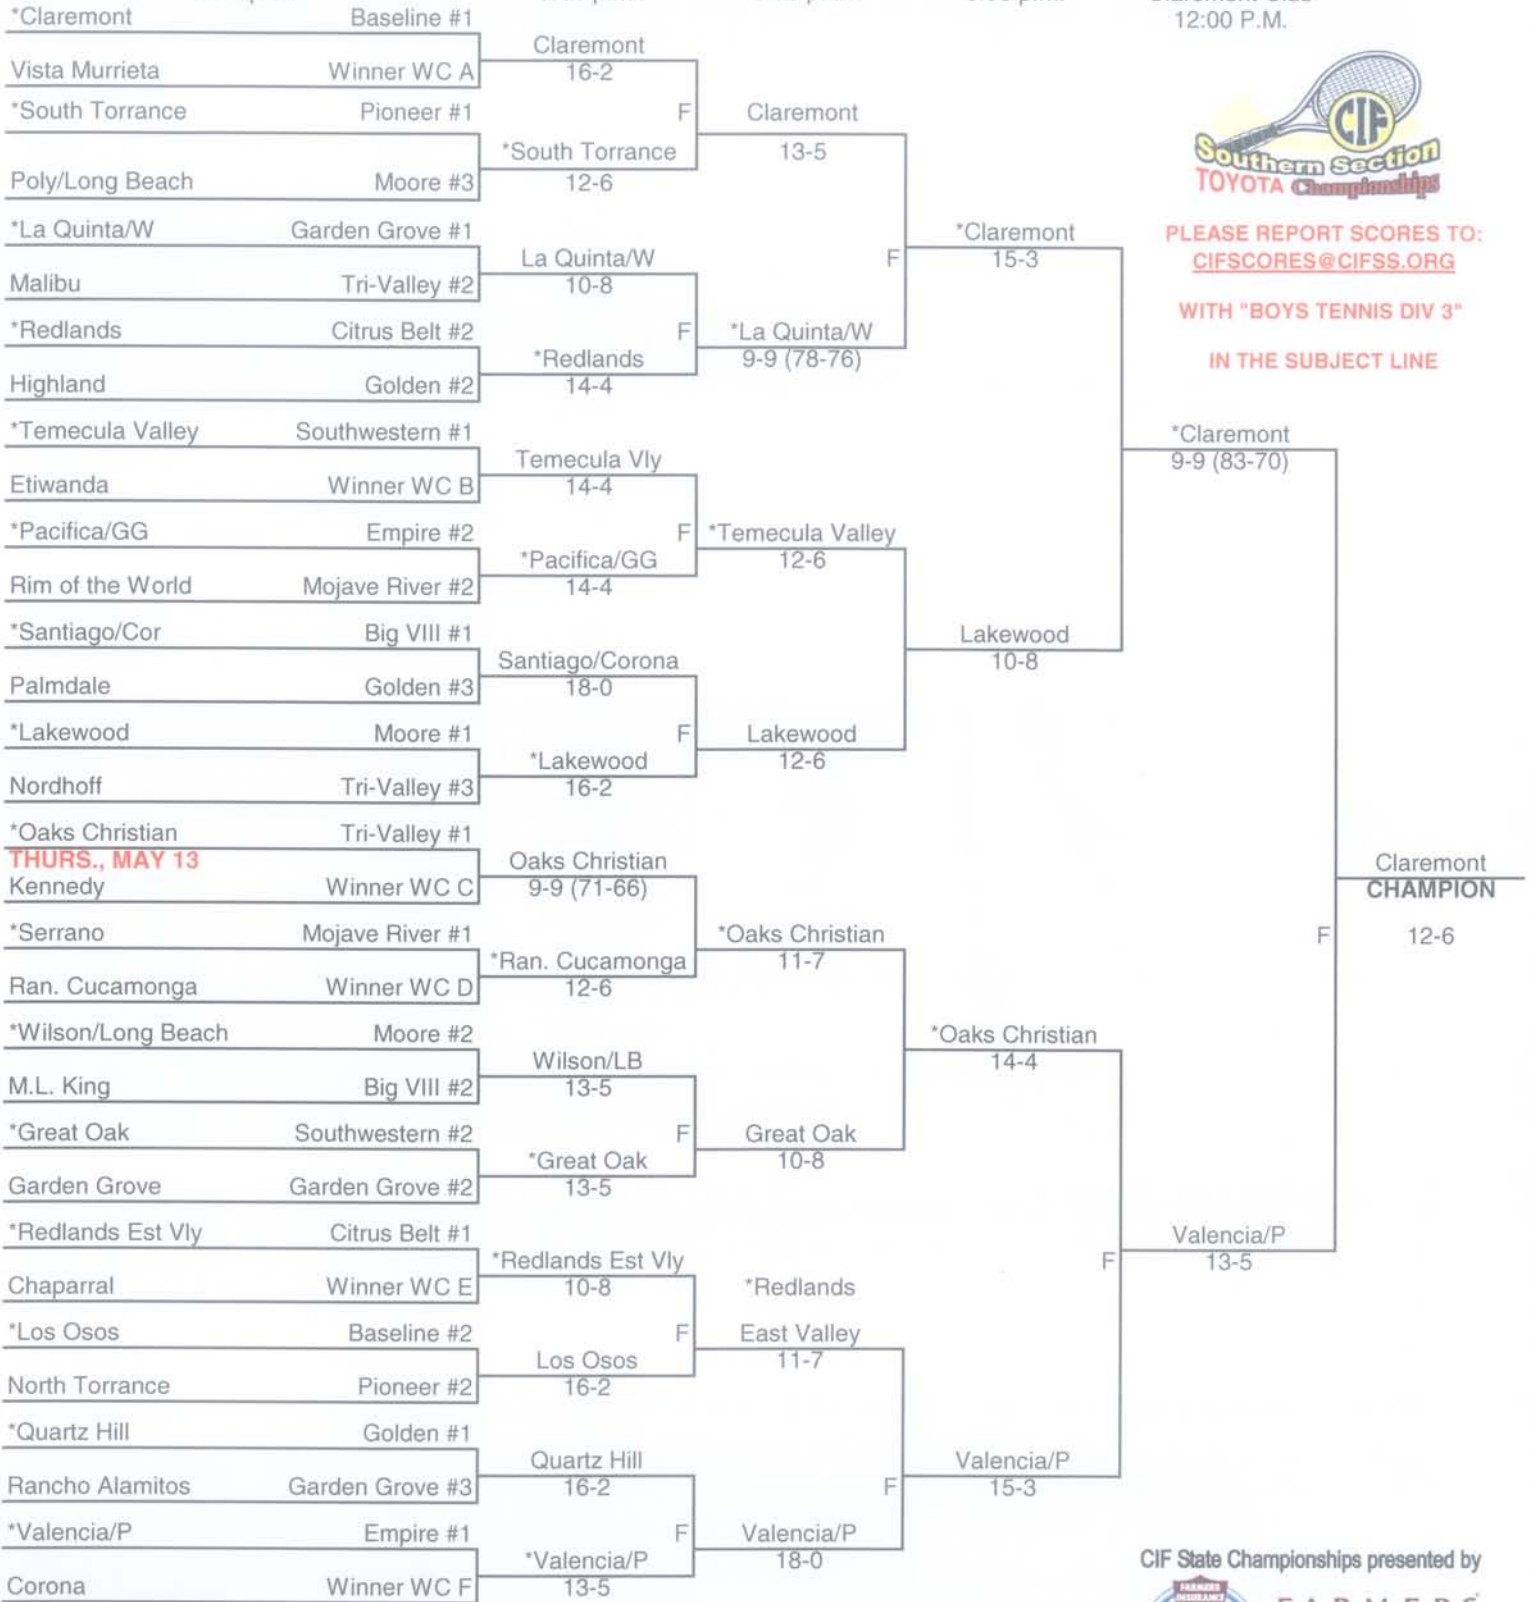 12:00 P.M.
*Claremont Baseline #1
Vista Murrieta Winner WC A
*South Torrance Pioneer #1
Poly/Long Beach Moore #3
*La Quinta/W Garden Grove #1
Malibu Tri-Valley #2
*Redlands Citrus Belt #2
Highland Golden #2
*Temecula Valley Southwestern #1
Etiwanda Winner WC B
*Pacifica/GG Empire #2
Rim of the World Mojave River #2
*Santiago/Cor Big VIII #1
Palmdale Golden #3
*Lakewood Moore #1
Nordhoff Tri-Valley #3
*Oaks Christian Tri-Valley #1
THURS., MAY 13
Kennedy Winner WC C
*Serrano Mojave River #1
Ran. Cucamonga Winner WC D
*Wilson/Long Beach Moore #2
M.L. King Big VIII #2
*Great Oak Southwestern #2
Garden Grove Garden Grove #2
*Redlands Est Vly Citrus Belt #1
Chaparral Winner WC E
*Los Osos Baseline #2
North Torrance Pioneer #2
*Quartz Hill Golden #1
Rancho Alamitos Garden Grove #3
*Valencia/P Empire #1
Corona Winner WC F
Claremont
16-2
F
*South Torrance
12-6
La Quinta/W
10-8
F
*Redlands
14-4
Temecula Vly
14-4
F
*Pacifica/GG
14-4
Santiago/Corona
18-0
F
*Lakewood
16-2
Oaks Christian
9-9 (71-66)
*Ran. Cucamonga
12-6
Wilson/LB
13-5
F
*Great Oak
13-5
*Redlands Est Vly
10-8
F
Los Osos
16-2
Quartz Hill
16-2
F
*Valencia/P
13-5
Claremont
13-5
F
*La Quinta/W
9-9 (78-76)
*Temecula Valley
12-6
Lakewood
12-6
*Oaks Christian
11-7
Great Oak
10-8
*Redlands
East Valley
11-7
F
Valencia/P
18-0
*Claremont
15-3
Lakewood
10-8
*Oaks Christian
14-4
F
Valencia/P
15-3
*Claremont
9-9 (83-70)
F
Valencia/P
13-5
Claremont
CHAMPION
12-6
CIF
Southern Section
TOYOTA Championships
PLEASE REPORT SCORES TO:
CIFSCORES@CIFSS.ORG
WITH "BOYS TENNIS DIV 3"
IN THE SUBJECT LINE
CIF State Championships presented by
FARMERS
INSURANCE
FARMERS